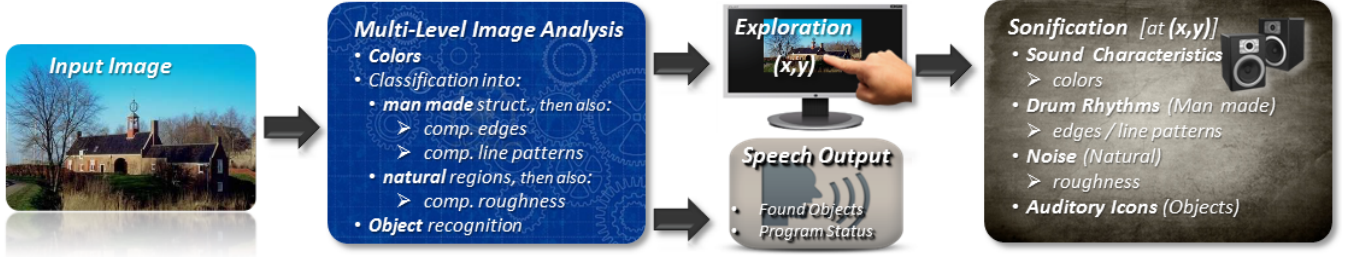 Input Image
Multi-Level Image Analysis
• Colors
• Classification into:
• man made struct., then also:
➢ comp. edges
➢ comp. line patterns
• natural regions, then also:
➢ comp. roughness
• Object recognition
Exploration
(x,y)
Speech Output
• Found Objects
• Program Status
Sonification [at (x,y)]
• Sound Characteristics
➢ colors
• Drum Rhythms (Man made)
➢ edges / line patterns
• Noise (Natural)
➢ roughness
• Auditory Icons (Objects)